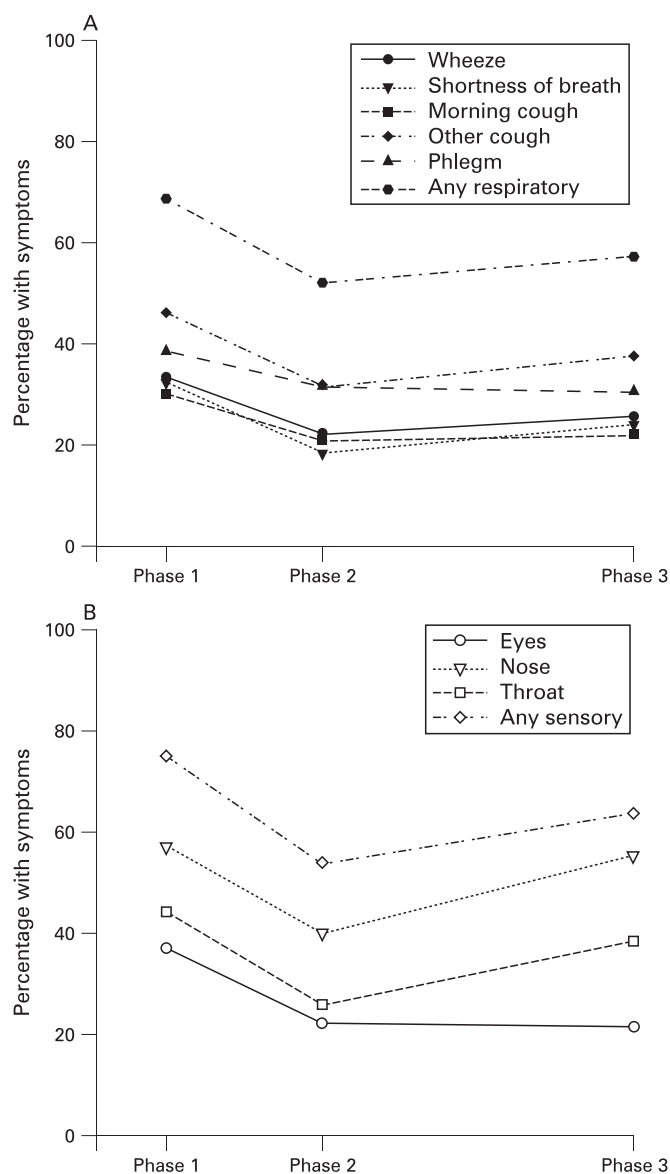 A
100
Wheeze
Shortness of breath
Morning cough
Other cough
Phlegm
Any respiratory
80
60
40
20
0
Percentage with symptoms
Phase 1 Phase 2 Phase 3
B
100
Eyes
Nose
Throat
Any sensory
80
60
40
20
0
Percentage with symptoms
Phase 1 Phase 2 Phase 3